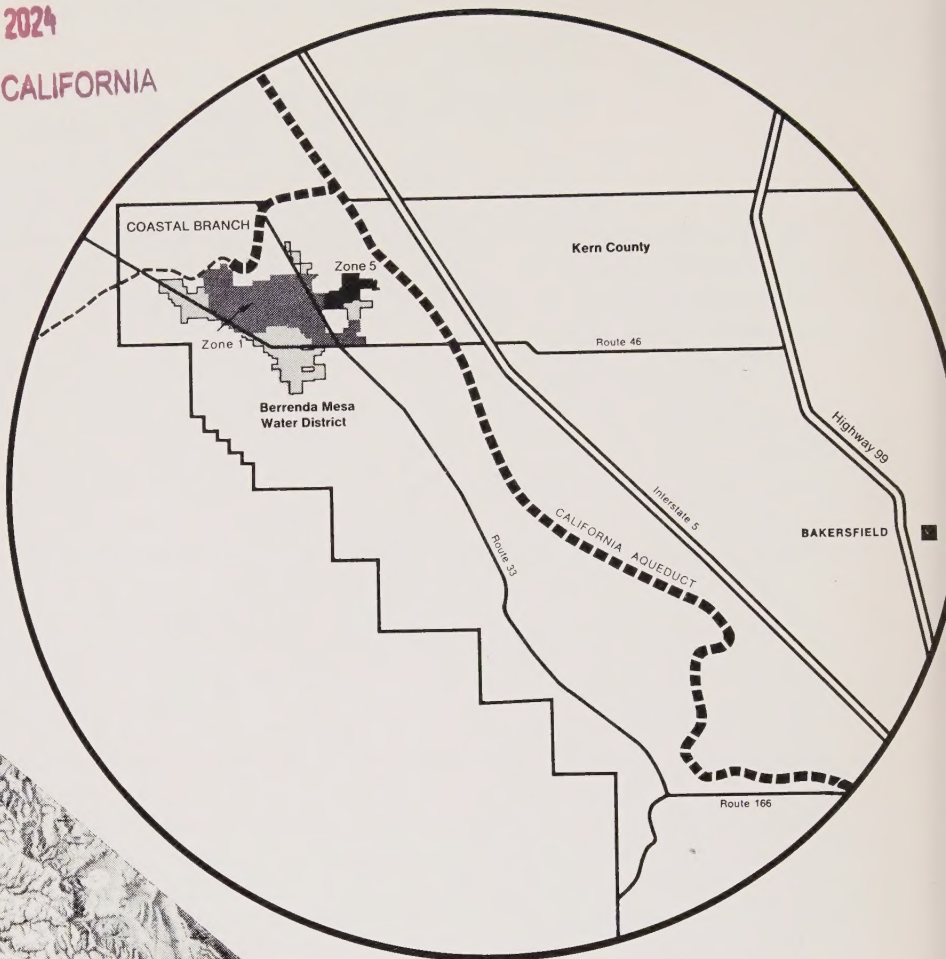 2024
CALIFORNIA
COASTAL BRANCH
Kern County
Zone 5
Zone 1
Route 46
Berrenda Mesa
Water District
Highway 99
Interstate 5
CALIFORNIA AQUEDUCT
BAKERSFIELD
Route 33
Route 166